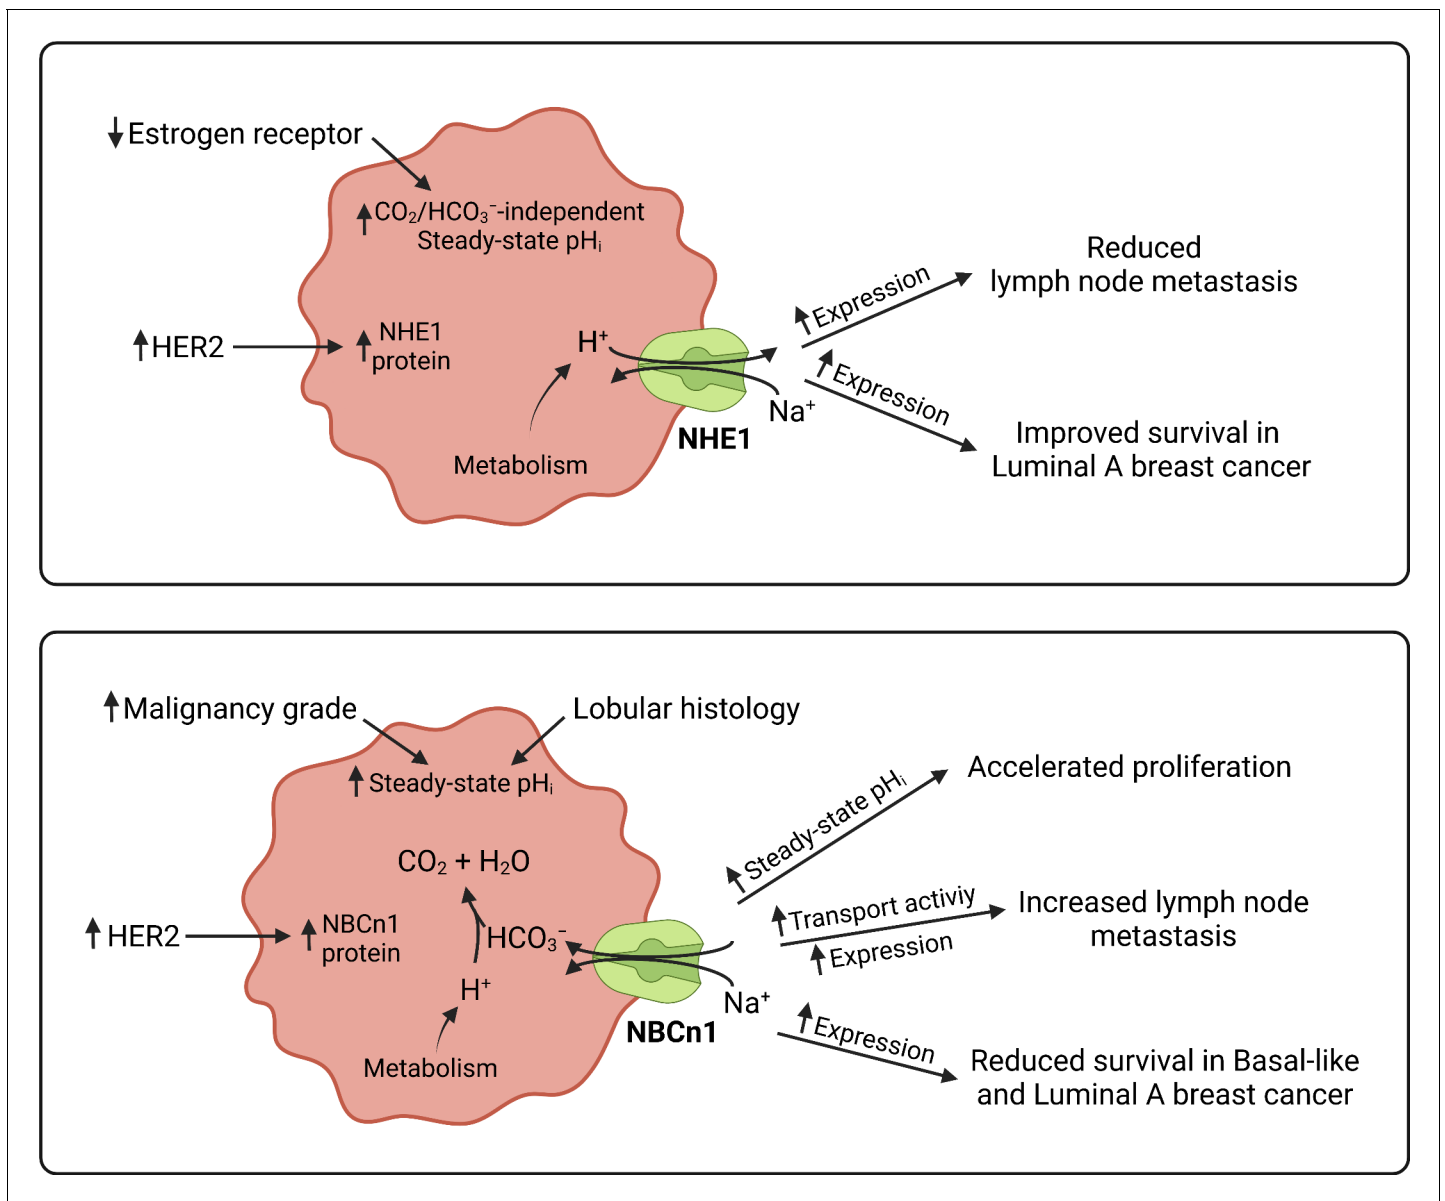 ↓Estrogen receptor
↑CO₂/HCO₃⁻-independent
Steady-state pHᵢ
↑HER2
↑NHE1
protein
H⁺
Metabolism
NHE1
Na⁺
↑Expression
Reduced
lymph node metastasis
↑Expression
Improved survival in
Luminal A breast cancer
↑Malignancy grade
Lobular histology
↑Steady-state pHᵢ
CO₂ + H₂O
↑HER2
↑NBCn1
protein
HCO₃⁻
H⁺
Metabolism
NBCn1
Na⁺
↑Steady-state pHᵢ
Accelerated proliferation
↑Transport activiy
↑Expression
Increased lymph node
metastasis
↑Expression
Reduced survival in Basal-like
and Luminal A breast cancer